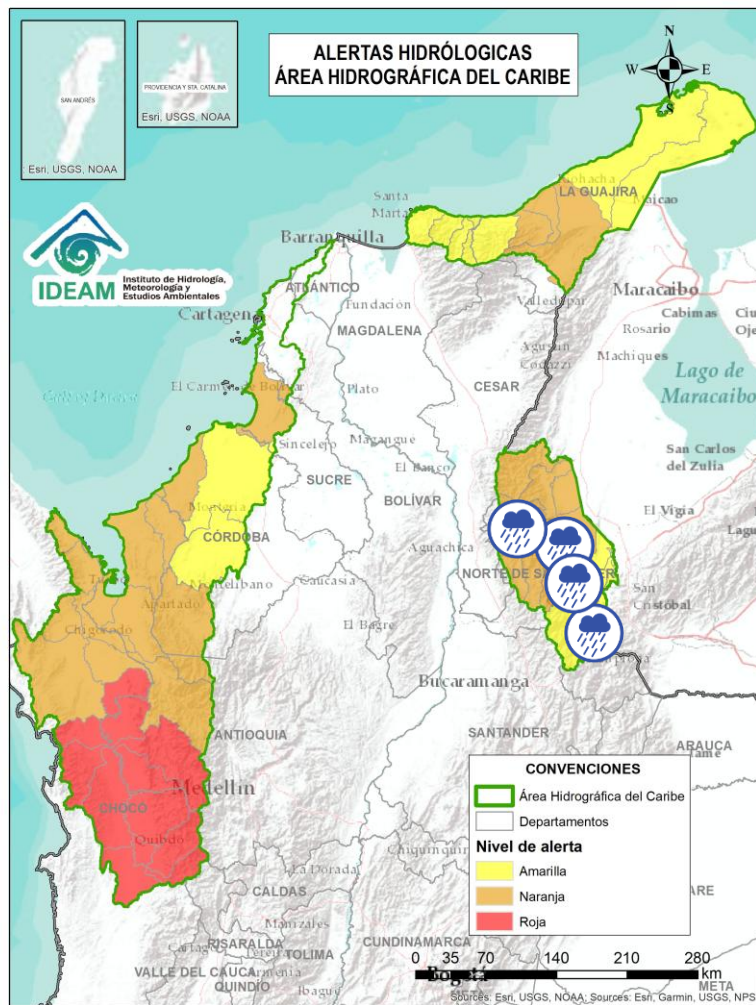 ALERTAS HIDRÓLOGICAS
ÁREA HIDROGRÁFICA DEL CARIBE
SAN ANDRÉS
Esri, USGS, NOAA
PROVIDENCIA Y STA. CATALINA
Esri, USGS, NOAA
N
W
E
S
IDEAM
Instituto de Hidrología,
Meteorología y
Estudios Ambientales
Santa
Marta
LA GUAJIRA
Maicao
Barranquilla
ATLÁNTICO
Fundación
Valledupar
Maracaibo
Cabimas
Rosario
Cartagena
MAGDALENA
Agustín
Codazzi
Machiques
CESAR
Lago de
Maracaibo
El Carmen de Bolívar
Plato
Sincelejo
Magangue
SUCRE
El Banco
BOLÍVAR
San Carlos
del Zulia
Montería
CÓRDOBA
Aguachica
El Vigía
NORTE DE SA
San
Cristóbal
Caucasia
Apartado
El Bagre
Chigorodó
Bucaramanga
ANTIOQUIA
SANTANDER
ARAUCA
Medellín
CHOCÓ
Quibdó
La Dorada
CALDAS
Manizales
RISARALDA
TOLIMA
CUNDINAMARCA
VALLE DEL CAUCA
Armenia
QUINDÍO
Ibagué
Bogotá
META
CONVENCIONES
Área Hidrográfica del Caribe
Departamentos
Nivel de alerta
Amarilla
Naranja
Roja
0 35 70 140 210 280
km
Sources: Esri, USGS, NOAA; Sources: Esri, Garmin, USGS, NPS